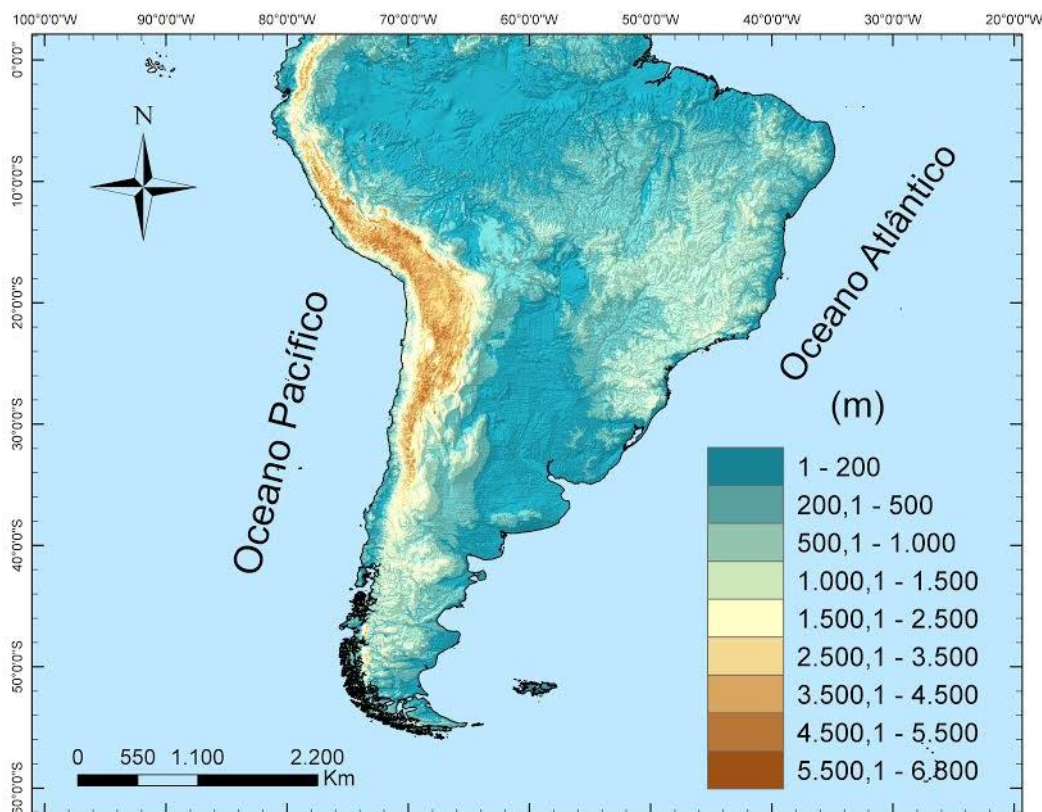 100°0'0"W 90°0'0"W 80°0'0"W 70°0'0"W 60°0'0"W 50°0'0"W 40°0'0"W 30°0'0"W 20°0'0"W
0°0'0"
N
10°0'0"S
Oceano Atlântico
20°0'0"S
Oceano Pacífico
30°0'0"S
(m)
1 - 200
200,1 - 500
40°0'0"S
500,1 - 1.000
1.000,1 - 1.500
1.500,1 - 2.500
50°0'0"S
2.500,1 - 3.500
3.500,1 - 4.500
4.500,1 - 5.500
5.500,1 - 6.800
0 550 1.100 2.200
Km